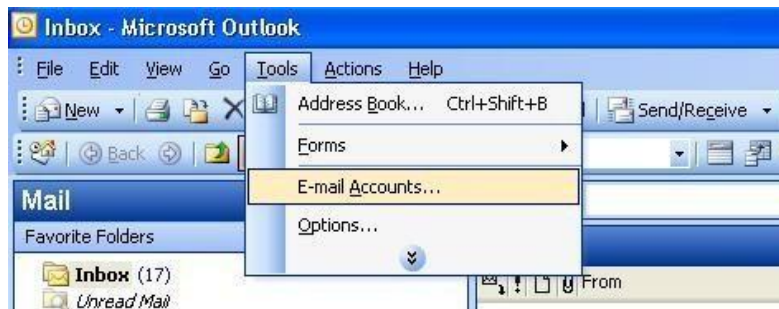 Inbox - Microsoft Outlook
File Edit View Go Tools Actions Help
New Address Book... Ctrl+Shift+B Send/Receive
Back Forms
Mail E-mail Accounts...
Favorite Folders Options...
Inbox (17) From
Unread Mail